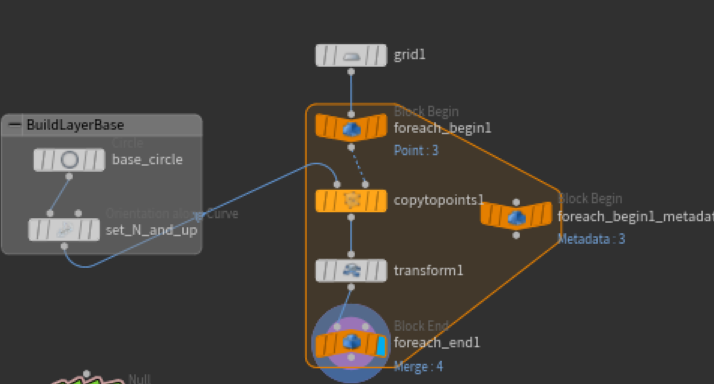 grid1
Block Begin
foreach_begin1
Point : 3
BuildLayerBase
Circle
base_circle
copytopoints1
Block Begin
foreach_begin1_metadat
Metadata : 3
Orientation along Curve
set_N_and_up
transform1
Block End
foreach_end1
Merge : 4
Null